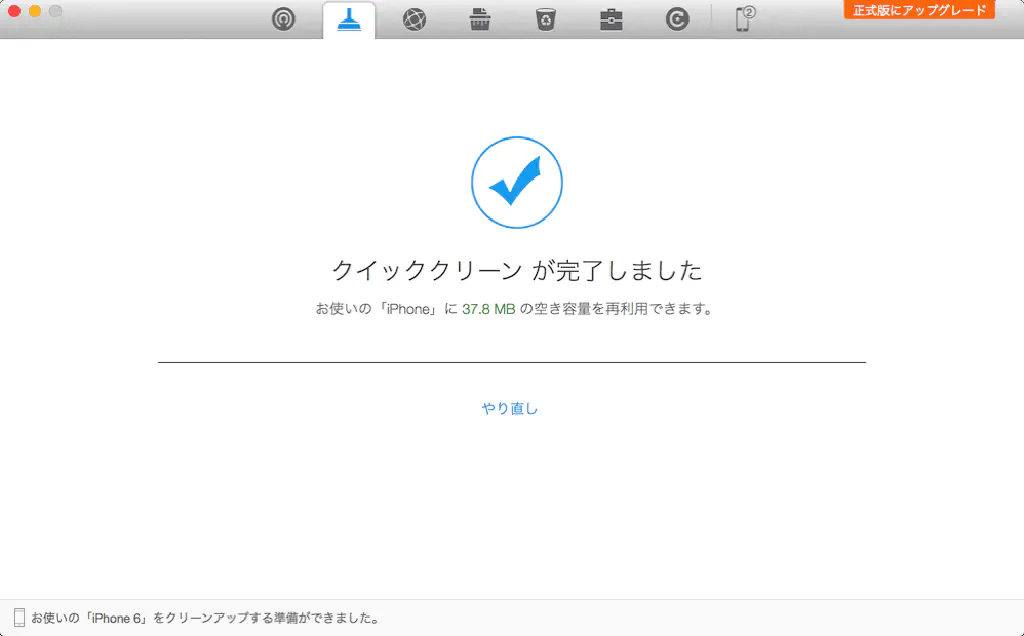 2
正式版にアップグレード
クイッククリーン が完了しました
お使いの「iPhone」に 37.8 MB の空き容量を再利用できます。
やり直し
お使いの「iPhone 6」をクリーンアップする準備ができました。